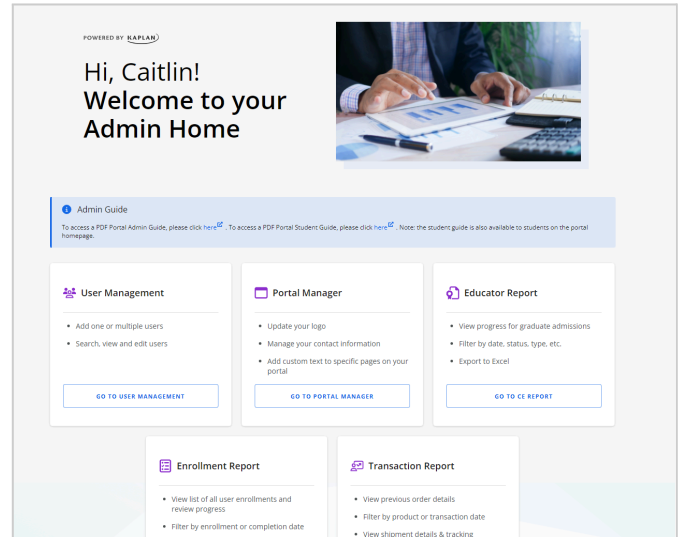 POWERED BY KAPLAN
Hi, Caitlin!
Welcome to your
Admin Home
Admin Guide
To access a PDF Portal Admin Guide, please click here . To access a PDF Portal Student Guide, please click here . Note: the student guide is also available to students on the portal
homepage.
User Management
• Add one or multiple users
• Search, view and edit users
GO TO USER MANAGEMENT
Portal Manager
• Update your logo
• Manage your contact information
• Add custom text to specific pages on your
portal
GO TO PORTAL MANAGER
Educator Report
• View progress for graduate admissions
• Filter by date, status, type, etc.
• Export to Excel
GO TO CE REPORT
Enrollment Report
• View list of all user enrollments and
review progress
• Filter by enrollment or completion date
Transaction Report
• View previous order details
• Filter by product or transaction date
• View shipment details & tracking